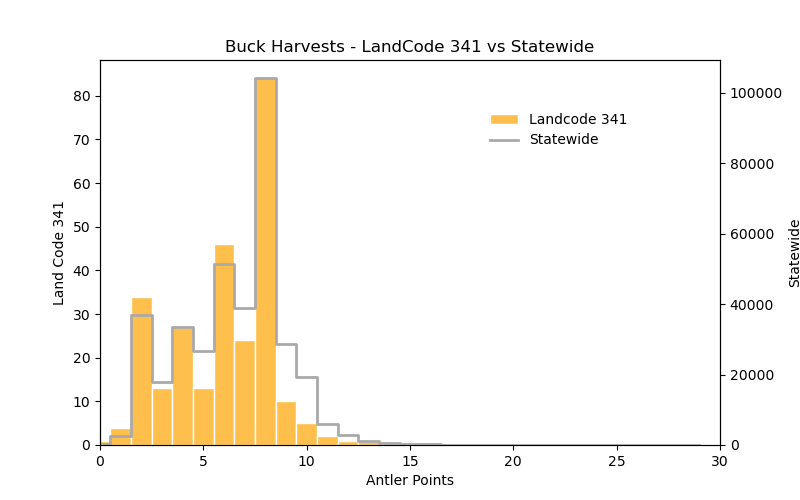 Buck Harvests - LandCode 341 vs Statewide
Landcode 341
Statewide
Land Code 341
80
70
60
50
40
30
20
10
0
100000
80000
60000
40000
20000
0
Statewide
0 5 10 15 20 25 30
Antler Points